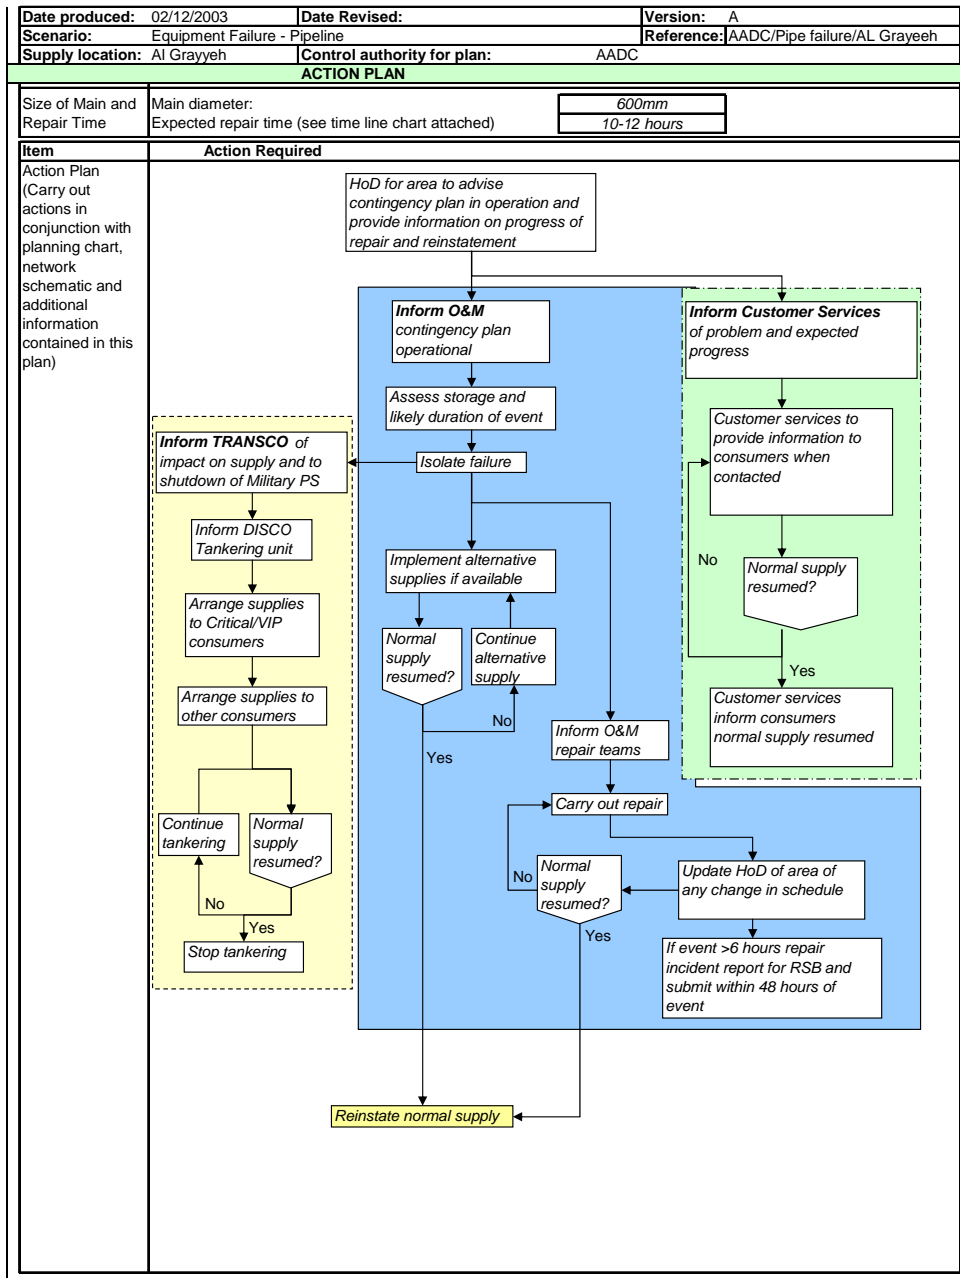 Date produced: 02/12/2003 Date Revised: Version: A
Scenario: Equipment Failure - Pipeline Reference: AADC/Pipe failure/AL Grayeeh
Supply location: Al Grayyeh Control authority for plan: AADC
ACTION PLAN
Size of Main and Main diameter: 600mm
Repair Time Expected repair time (see time line chart attached) 10-12 hours
Item Action Required
Action Plan
(Carry out
actions in
conjunction with
planning chart,
network
schematic and
additional
information
contained in this
plan)
HoD for area to advise
contingency plan in operation and
provide information on progress of
repair and reinstatement
Inform O&M
contingency plan
operational
Inform Customer Services
of problem and expected
progress
Assess storage and
likely duration of event
Customer services to
provide information to
consumers when
contacted
Inform TRANSCO of
impact on supply and to
shutdown of Military PS
Isolate failure
Inform DISCO
Tankering unit
Implement alternative
supplies if available
No
Normal supply
resumed?
Arrange supplies
to Critical/VIP
consumers
Normal
supply
resumed?
Continue
alternative
supply
Yes
Arrange supplies to
other consumers
No
Yes
Customer services
inform consumers
normal supply resumed
Inform O&M
repair teams
Carry out repair
Continue
tankering
Normal
supply
resumed?
No
Normal
supply
resumed?
Update HoD of area of
any change in schedule
No
Yes
Yes
Stop tankering
If event >6 hours repair
incident report for RSB and
submit within 48 hours of
event
Reinstate normal supply